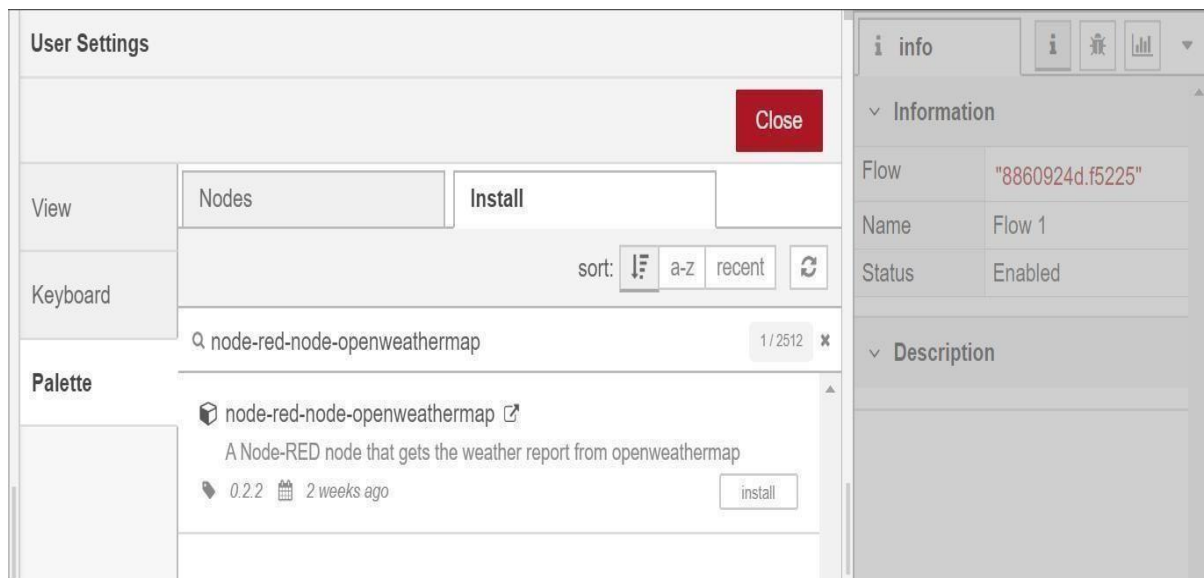 User Settings
Close
View
Keyboard
Palette
Nodes
Install
sort: a-z recent
node-red-node-openweathermap
1 / 2512 ×
node-red-node-openweathermap
A Node-RED node that gets the weather report from openweathermap
0.2.2 2 weeks ago
install
i info
i
Information
Flow "8860924d.f5225"
Name Flow 1
Status Enabled
Description